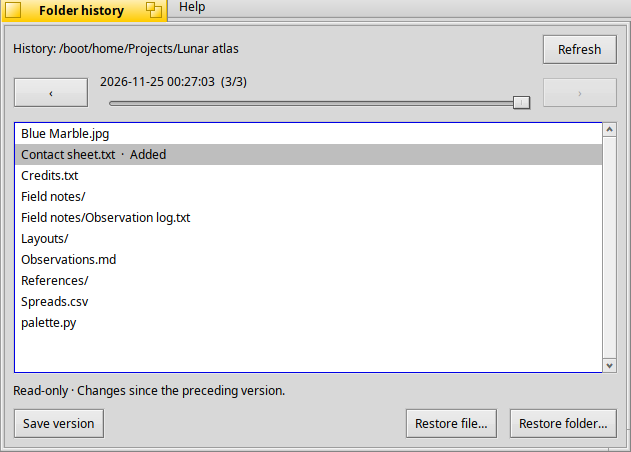 Folder history
Help
History: /boot/home/Projects/Lunar atlas
Refresh
‹
2026-11-25 00:27:03 (3/3)
›
Blue Marble.jpg
Contact sheet.txt · Added
Credits.txt
Field notes/
Field notes/Observation log.txt
Layouts/
Observations.md
References/
Spreads.csv
palette.py
Read-only · Changes since the preceding version.
Save version
Restore file...
Restore folder...